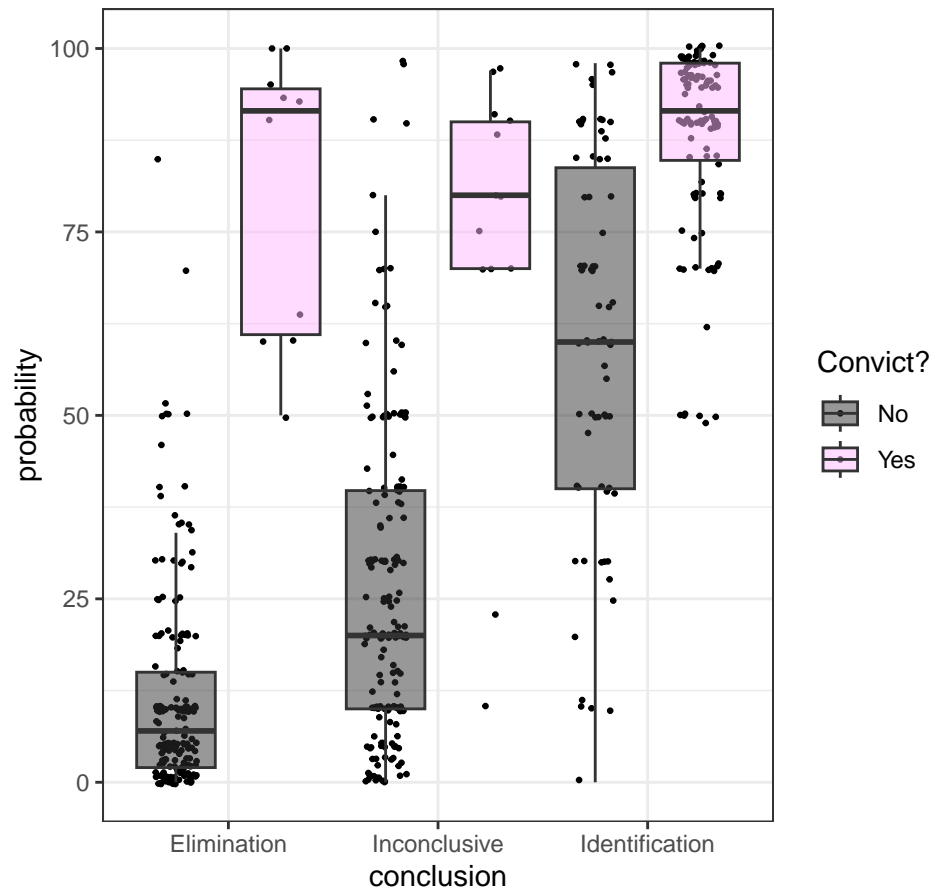 100
75
50
25
0
probability
Elimination
Inconclusive
Identification
conclusion
Convict?
No
Yes